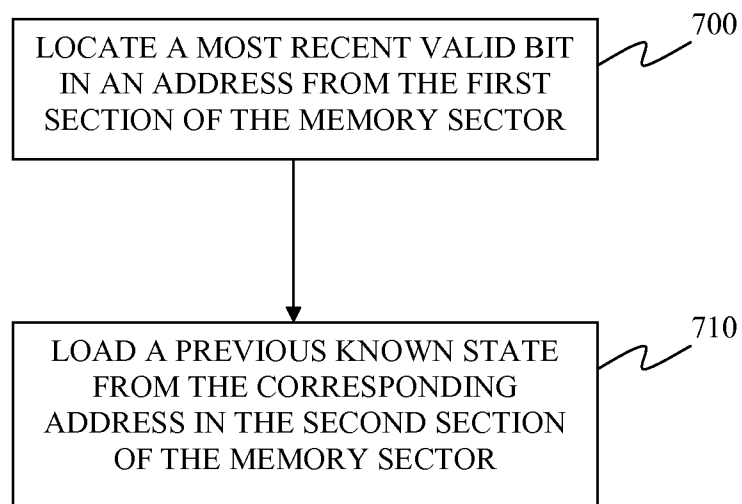 700
LOCATE A MOST RECENT VALID BIT
IN AN ADDRESS FROM THE FIRST
SECTION OF THE MEMORY SECTOR
710
LOAD A PREVIOUS KNOWN STATE
FROM THE CORRESPONDING
ADDRESS IN THE SECOND SECTION
OF THE MEMORY SECTOR